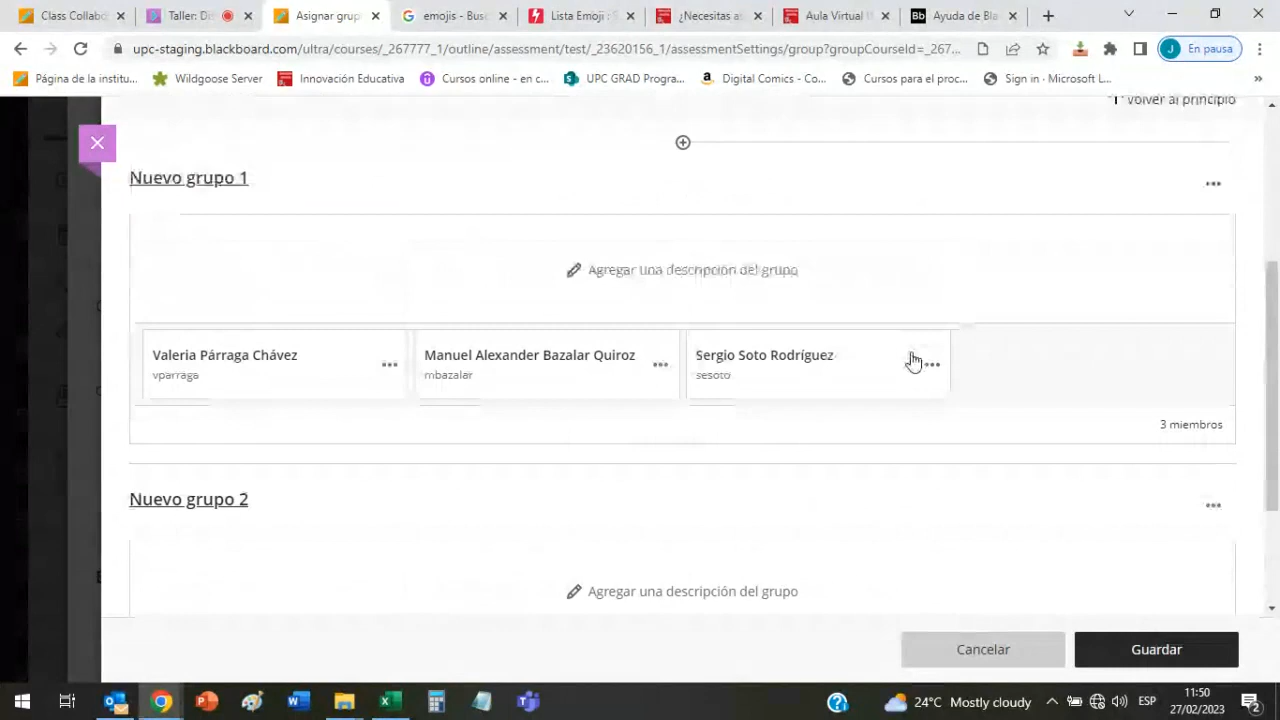 Class Collabo
Taller: Di
Asignar grup
emojis - Bus
Lista Emoji
¿Necesitas as
Aula Virtual
Ayuda de Bla
upc-staging.blackboard.com/ultra/courses/_267777_1/outline/assessment/test/_23620156_1/assessmentSettings/group?groupCourseId=_267...
J En pausa
Página de la institu...
Wildgoose Server
Innovación Educativa
Cursos online - en c...
UPC GRAD Progra...
Digital Comics - Co...
Cursos para el proc...
Sign in - Microsoft L...
»
Volver al principio
Nuevo grupo 1
Agregar una descripción del grupo
Valeria Párraga Chávez
vparraga
Manuel Alexander Bazalar Quiroz
mbazalar
Sergio Soto Rodríguez
sesoto
3 miembros
Nuevo grupo 2
Agregar una descripción del grupo
Cancelar
Guardar
24°C Mostly cloudy
ESP
11:50
27/02/2023
2